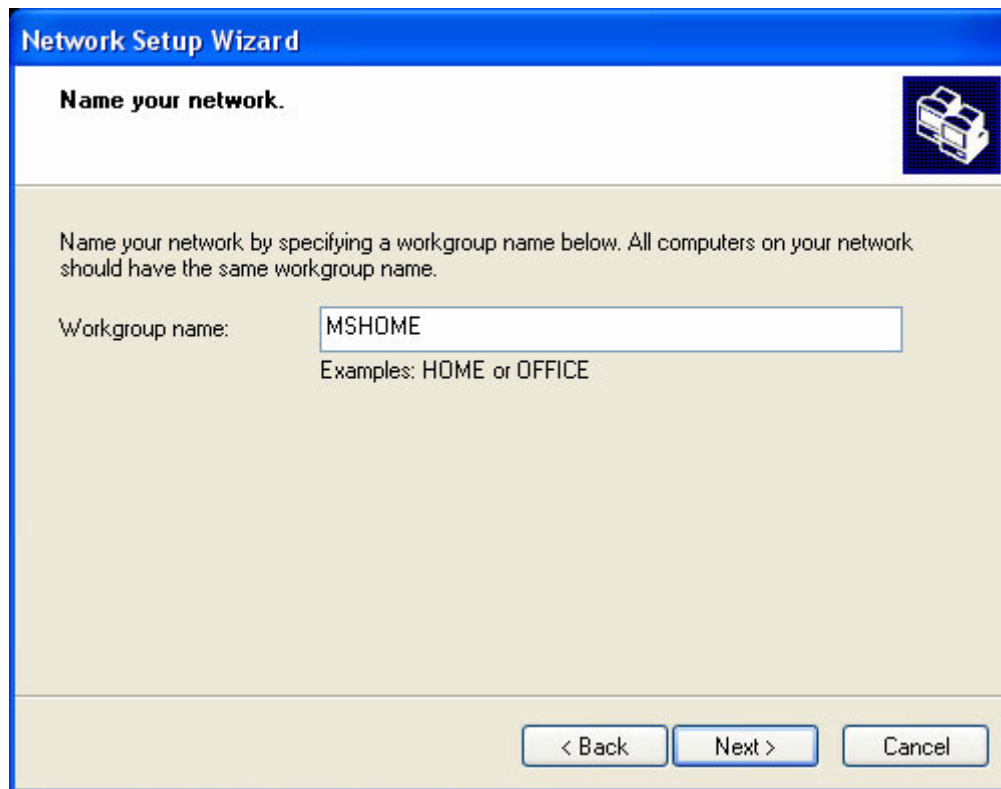 Network Setup Wizard
Name your network.
Name your network by specifying a workgroup name below. All computers on your network
should have the same workgroup name.
Workgroup name: MSHOME
Examples: HOME or OFFICE
< Back Next > Cancel